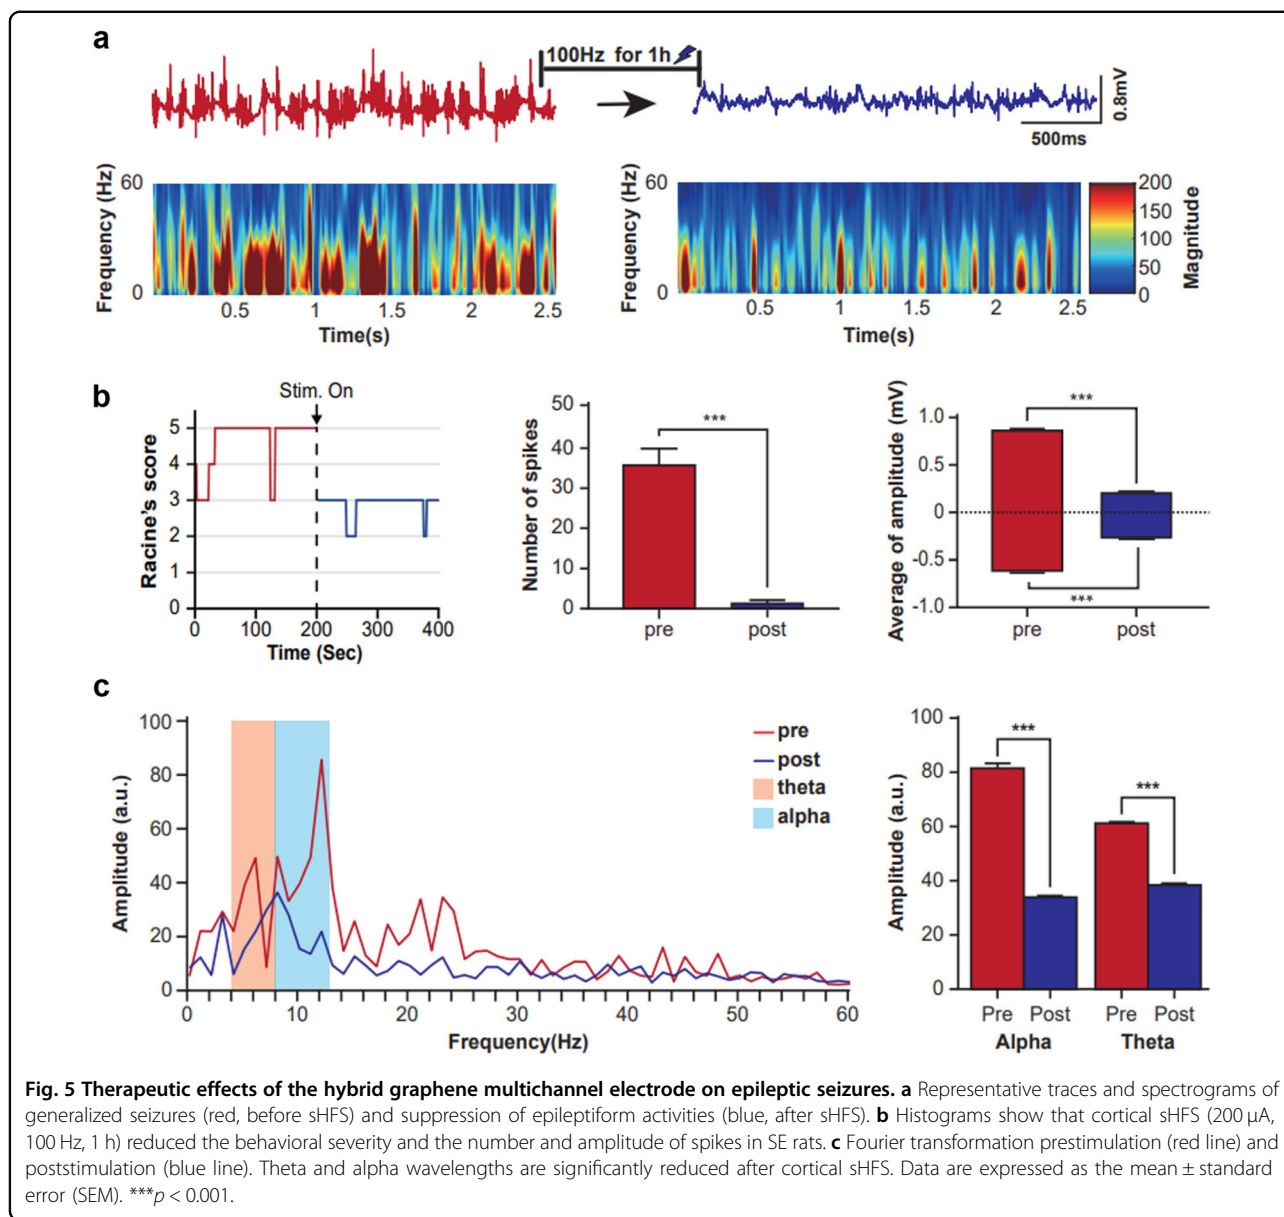 a
100Hz for 1h
0.8mV
500ms
Frequency (Hz)
60
0
0.5 1 1.5 2 2.5
Time(s)
Frequency (Hz)
60
0
0.5 1 1.5 2 2.5
Time(s)
200
150
100
50
0
Magnitude
b
Stim. On
Racine's score
5
4
3
2
1
0
0 100 200 300 400
Time (Sec)
Number of spikes
50
40
30
20
10
0
***
pre post
Average of amplitude (mV)
1.0
0.5
0
-0.5
-1.0
***
***
pre post
c
Amplitude (a.u.)
100
80
60
40
20
0
0 10 20 30 40 50 60
Frequency(Hz)
pre
post
theta
alpha
Amplitude (a.u.)
100
80
60
40
20
0
***
***
Pre Post Pre Post
Alpha Theta
Fig. 5 Therapeutic effects of the hybrid graphene multichannel electrode on epileptic seizures. a Representative traces and spectrograms of
generalized seizures (red, before sHFS) and suppression of epileptiform activities (blue, after sHFS). b Histograms show that cortical sHFS (200 µA,
100 Hz, 1 h) reduced the behavioral severity and the number and amplitude of spikes in SE rats. c Fourier transformation prestimulation (red line) and
poststimulation (blue line). Theta and alpha wavelengths are significantly reduced after cortical sHFS. Data are expressed as the mean ± standard
error (SEM). ***p < 0.001.